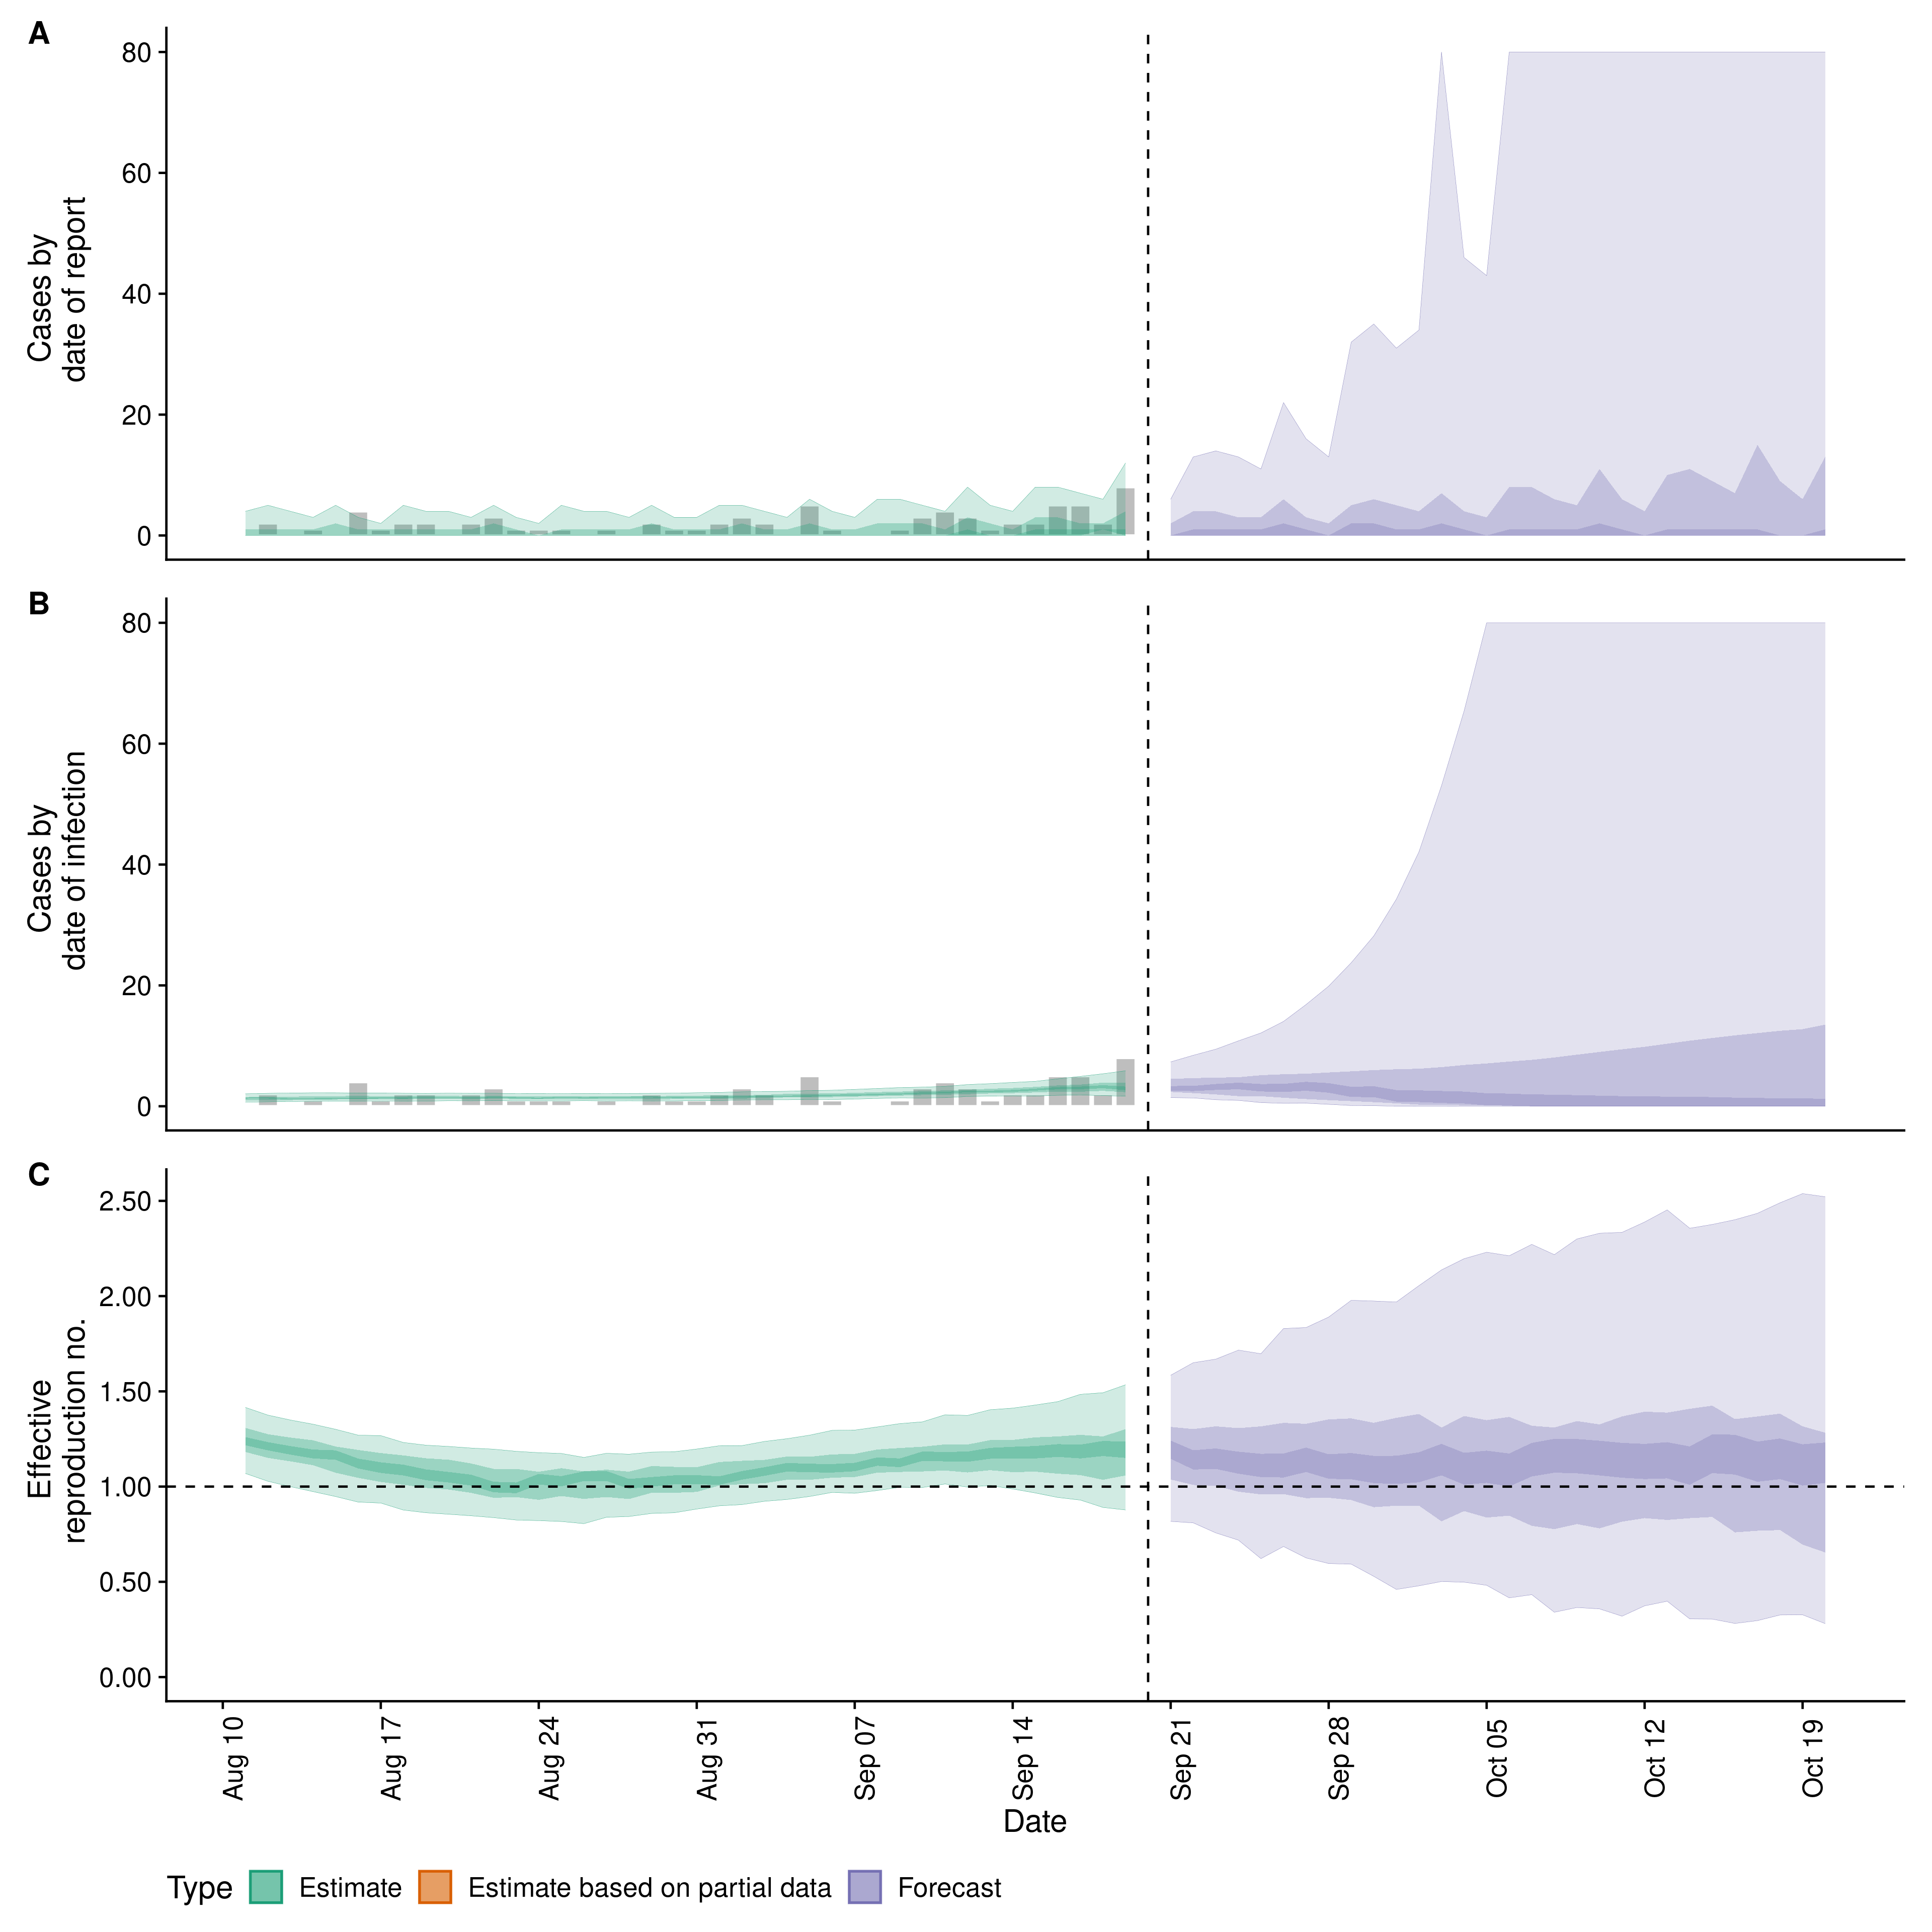 A
80
60
40
20
0
Cases by
date of report
B
80
60
40
20
0
Cases by
date of infection
C
2.50
2.00
1.50
1.00
0.50
0.00
Effective
reproduction no.
Aug 10
Aug 17
Aug 24
Aug 31
Sep 07
Sep 14
Sep 21
Sep 28
Oct 05
Oct 12
Oct 19
Date
Type Estimate Estimate based on partial data Forecast